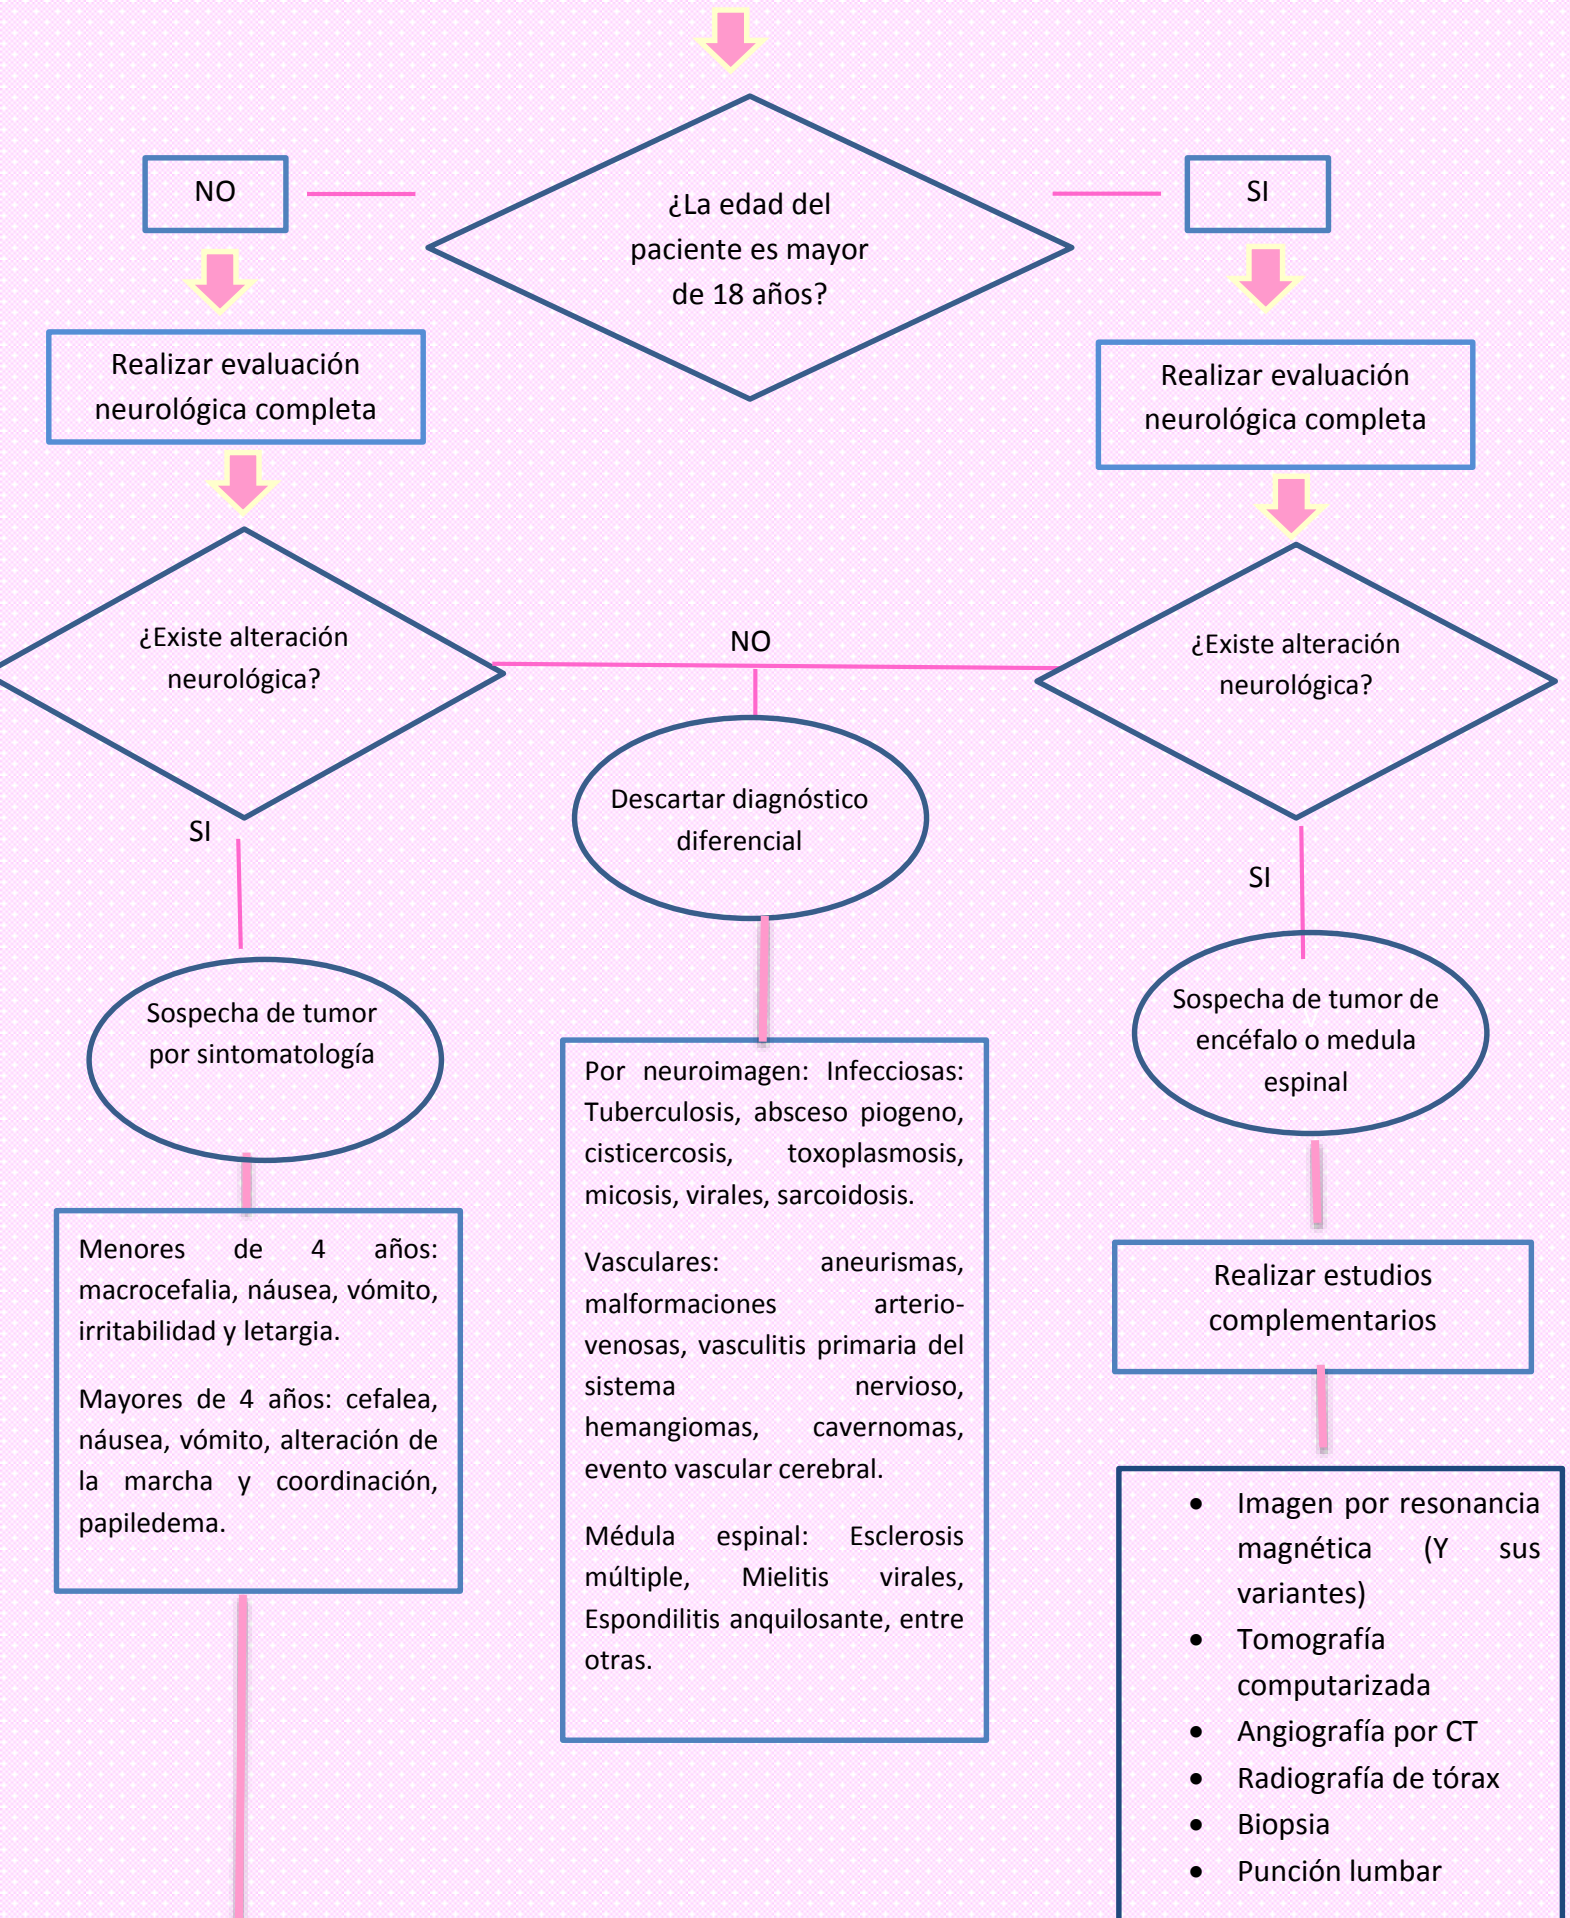 ¿La edad del
paciente es mayor
de 18 años?
NO
SI
Realizar evaluación
neurológica completa
Realizar evaluación
neurológica completa
¿Existe alteración
neurológica?
NO
¿Existe alteración
neurológica?
SI
Descartar diagnóstico
diferencial
SI
Sospecha de tumor
por sintomatología
Sospecha de tumor de
encéfalo o medula
espinal
Menores de 4 años:
macrocefalia, náusea, vómito,
irritabilidad y letargia.
Mayores de 4 años: cefalea,
náusea, vómito, alteración de
la marcha y coordinación,
papiledema.
Por neuroimagen: Infecciosas:
Tuberculosis, absceso piogeno,
cisticercosis, toxoplasmosis,
micosis, virales, sarcoidosis.
Vasculares: aneurismas,
malformaciones arterio-
venosas, vasculitis primaria del
sistema nervioso,
hemangiomas, cavernomas,
evento vascular cerebral.
Médula espinal: Esclerosis
múltiple, Mielitis virales,
Espondilitis anquilosante, entre
otras.
Realizar estudios
complementarios
• Imagen por resonancia
magnética (Y sus
variantes)
• Tomografía
computarizada
• Angiografía por CT
• Radiografía de tórax
• Biopsia
• Punción lumbar